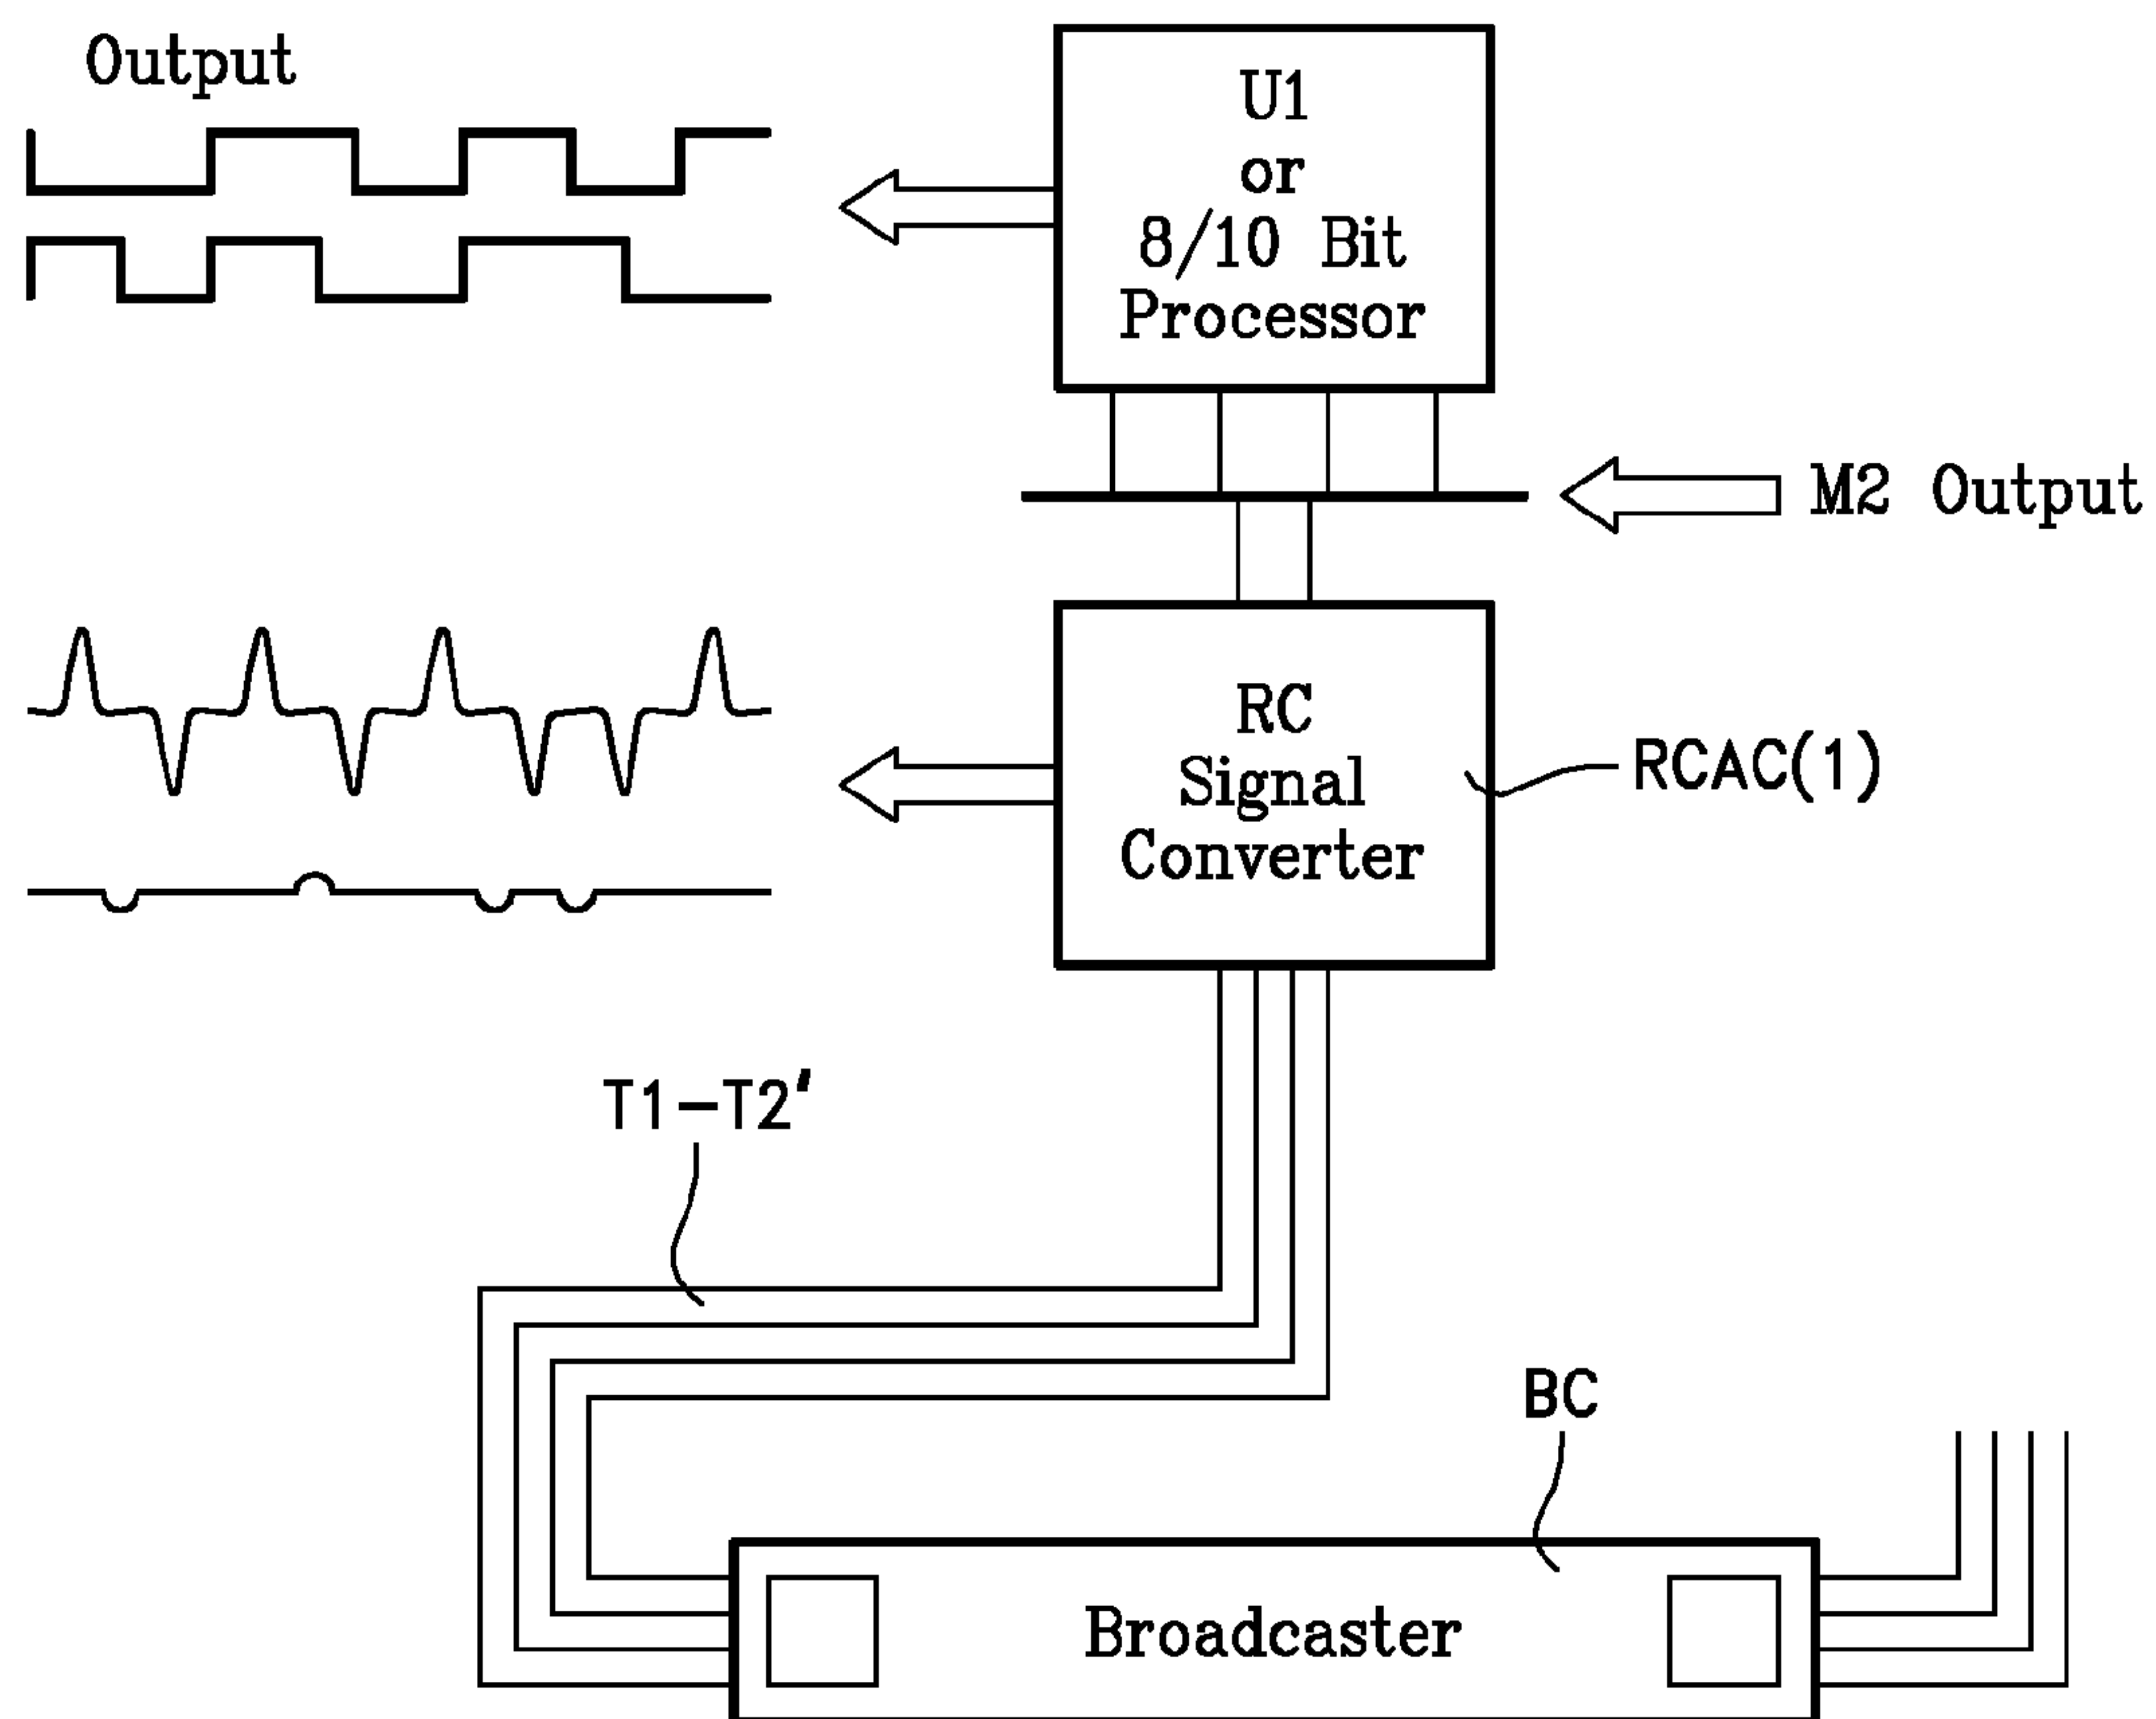 Output
U1
or
8/10 Bit
Processor
M2 Output
RC
Signal
Converter
RCAC(1)
T1-T2'
BC
Broadcaster